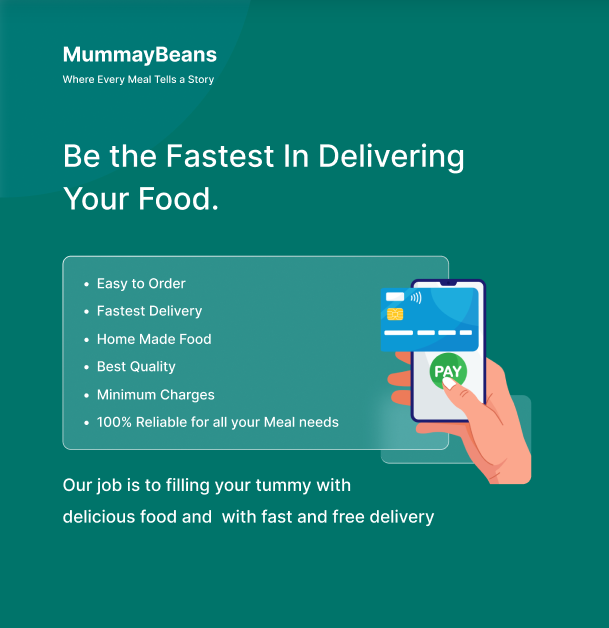 MummayBeans
Where Every Meal Tells a Story
Be the Fastest In Delivering
Your Food.
• Easy to Order
• Fastest Delivery
• Home Made Food
• Best Quality
• Minimum Charges
• 100% Reliable for all your Meal needs
PAY
Our job is to filling your tummy with
delicious food and  with fast and free delivery